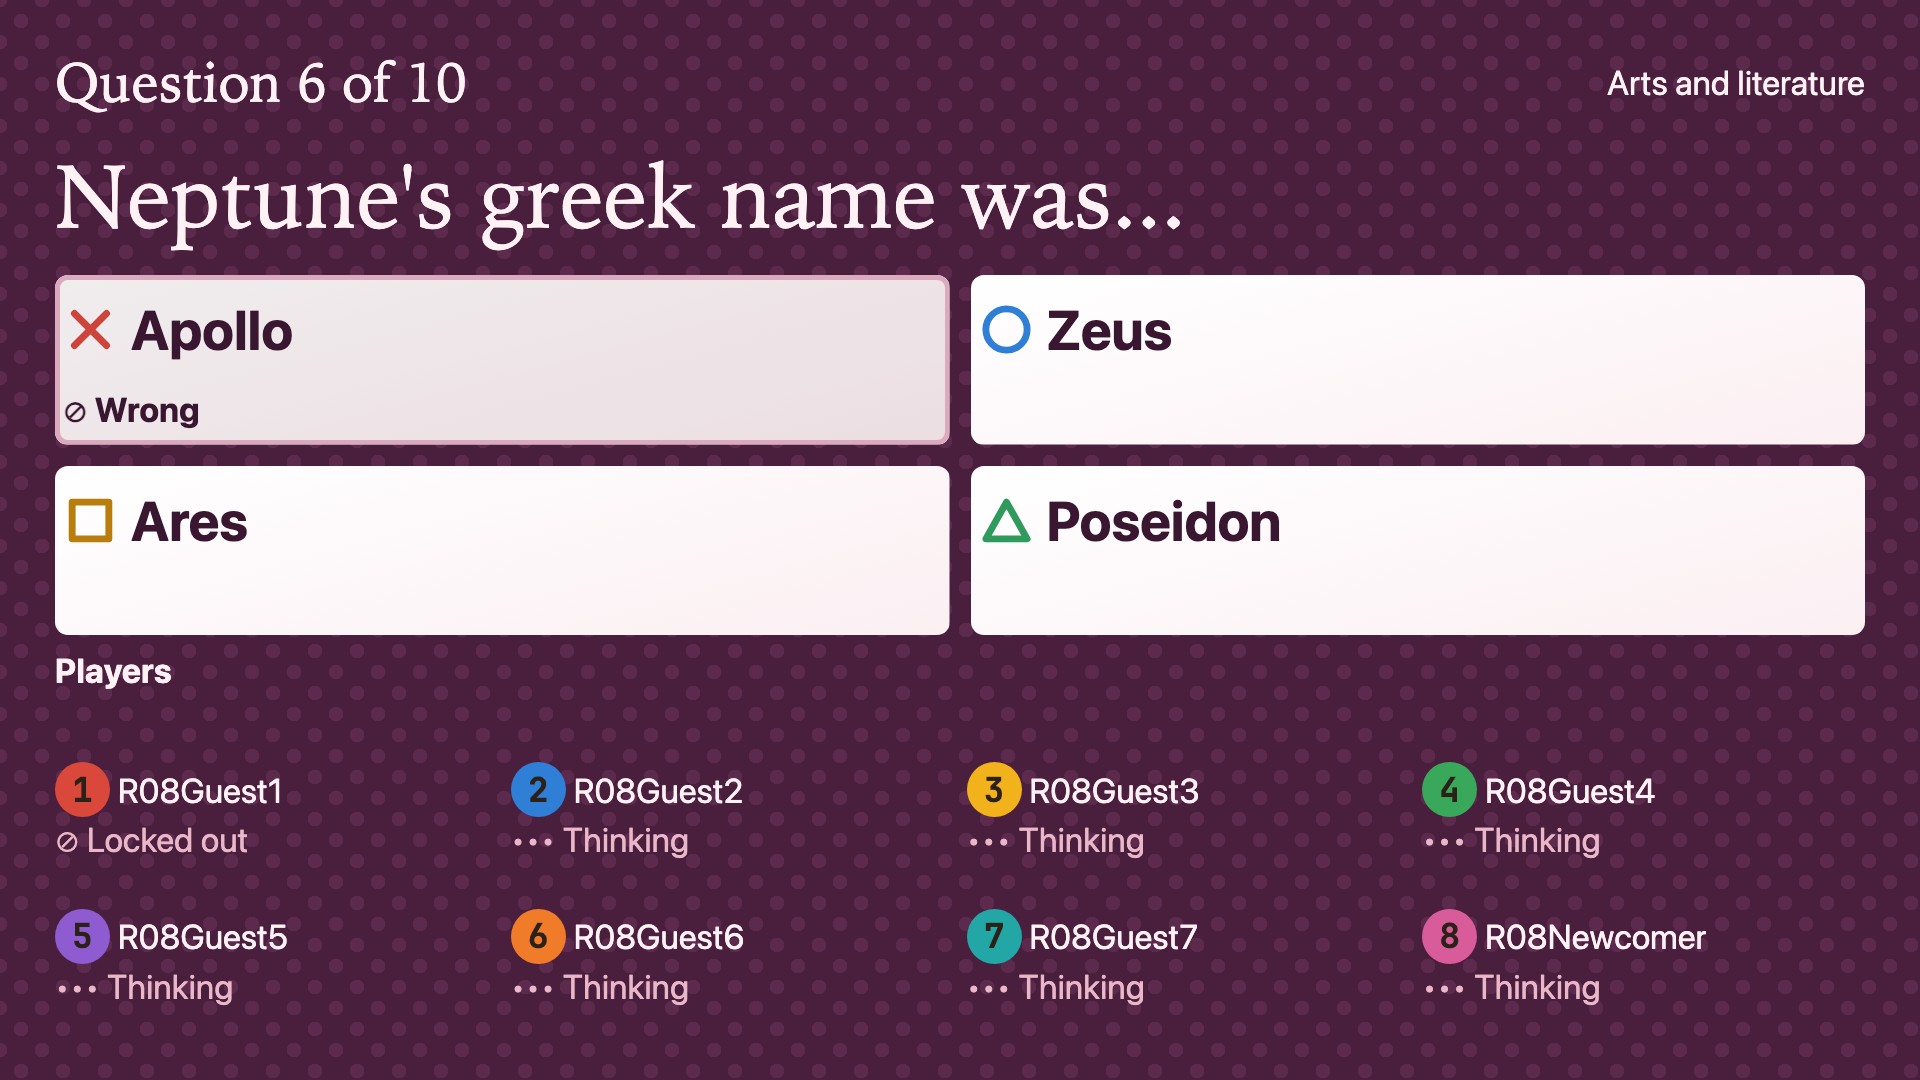 Question 6 of 10
Arts and literature
Neptune's greek name was...
Apollo
Wrong
Zeus
Ares
Poseidon
Players
1 R08Guest1
Locked out
2 R08Guest2
Thinking
3 R08Guest3
Thinking
4 R08Guest4
Thinking
5 R08Guest5
Thinking
6 R08Guest6
Thinking
7 R08Guest7
Thinking
8 R08Newcomer
Thinking